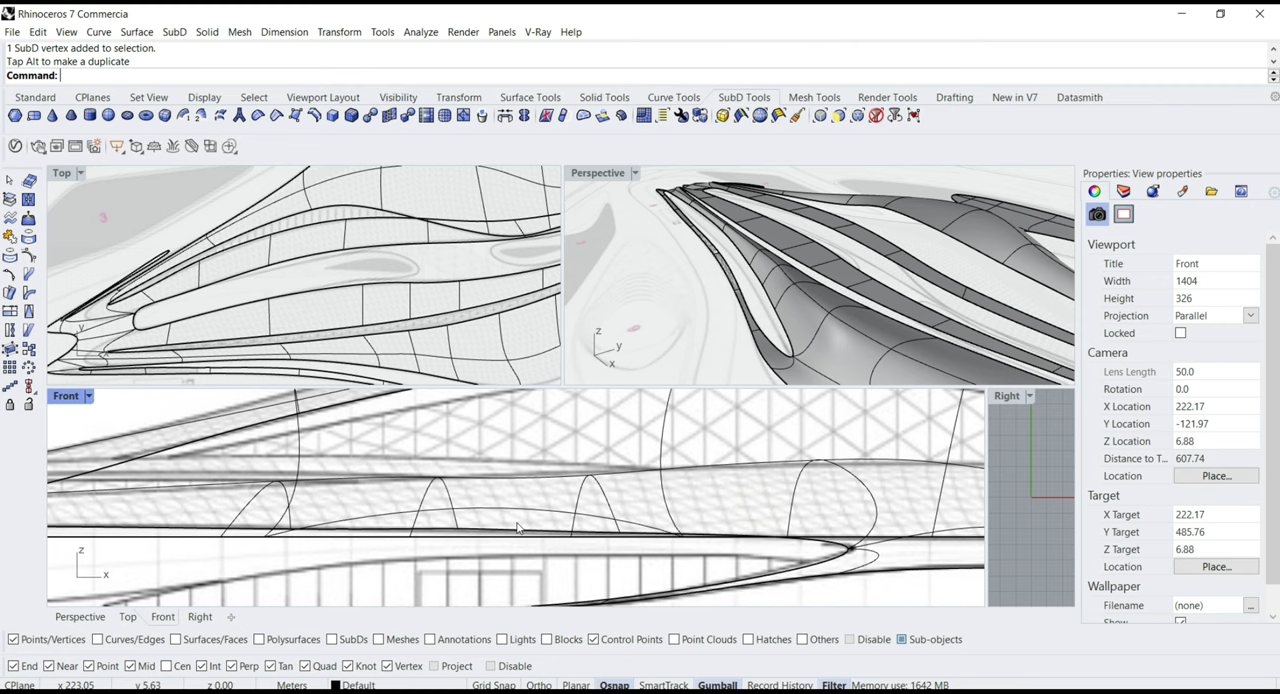 Rhinoceros 7 Commercia
File Edit View Curve Surface SubD Solid Mesh Dimension Transform Tools Analyze Render Panels V-Ray Help
1 SubD vertex added to selection.
Tap Alt to make a duplicate
Command:
Standard CPlanes Set View Display Select Viewport Layout Visibility Transform Surface Tools Solid Tools Curve Tools SubD Tools Mesh Tools Render Tools Drafting New in V7 Datasmith
Top Perspective Properties: View properties
Viewport
Title Front
Width 1404
Height 326
Projection Parallel
Locked
Camera
Lens Length 50.0
Front Right
Rotation 0.0
X Location 222.17
Y Location -121.97
Z Location 6.88
Distance to T... 607.74
Location Place...
Target
X Target 222.17
Y Target 485.76
Z Target 6.88
Location Place...
Wallpaper
Filename (none) ...
Show
y
z
y
x
z
x
Perspective Top Front Right
Points/Vertices Curves/Edges Surfaces/Faces Polysurfaces SubDs Meshes Annotations Lights Blocks Control Points Point Clouds Hatches Others Disable Sub-objects
End Near Point Mid Cen Int Perp Tan Quad Knot Vertex Project Disable
CPlane x 223.05 y 5.63 z 0.00 Meters Default Grid Snap Ortho Planar Osnap SmartTrack Gumball Record History Filter Memory use: 1642 MB